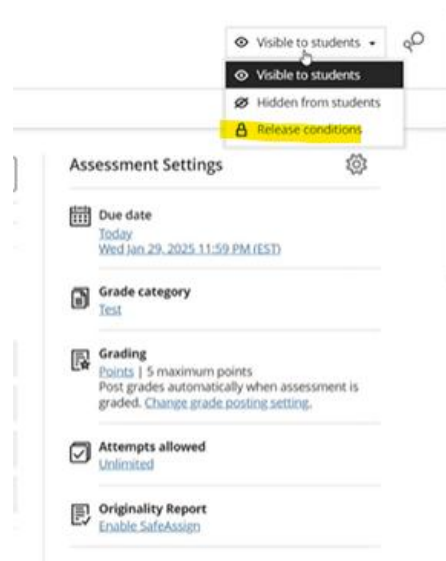 Visible to students
Visible to students
Hidden from students
Release conditions
Assessment Settings
Due date
Today
Wed Jan 29, 2025 11:59 PM (EST)
Grade category
Test
Grading
Points | 5 maximum points
Post grades automatically when assessment is
graded. Change grade posting setting.
Attempts allowed
Unlimited
Originality Report
Enable SafeAssign